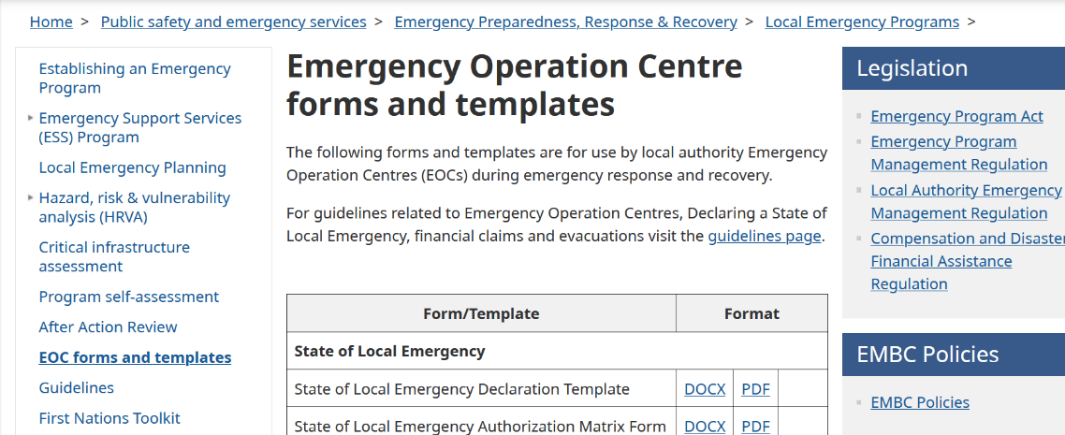 Home > Public safety and emergency services > Emergency Preparedness, Response & Recovery > Local Emergency Programs >
Establishing an Emergency
Program
Emergency Support Services
(ESS) Program
Local Emergency Planning
Hazard, risk & vulnerability
analysis (HRVA)
Critical infrastructure
assessment
Program self-assessment
After Action Review
EOC forms and templates
Guidelines
First Nations Toolkit
Emergency Operation Centre
forms and templates
The following forms and templates are for use by local authority Emergency
Operation Centres (EOCs) during emergency response and recovery.
For guidelines related to Emergency Operation Centres, Declaring a State of
Local Emergency, financial claims and evacuations visit the guidelines page.
Form/Template Format
State of Local Emergency
State of Local Emergency Declaration Template DOCX PDF
State of Local Emergency Authorization Matrix Form DOCX PDF
Legislation
Emergency Program Act
Emergency Program
Management Regulation
Local Authority Emergency
Management Regulation
Compensation and Disaster
Financial Assistance
Regulation
EMBC Policies
EMBC Policies